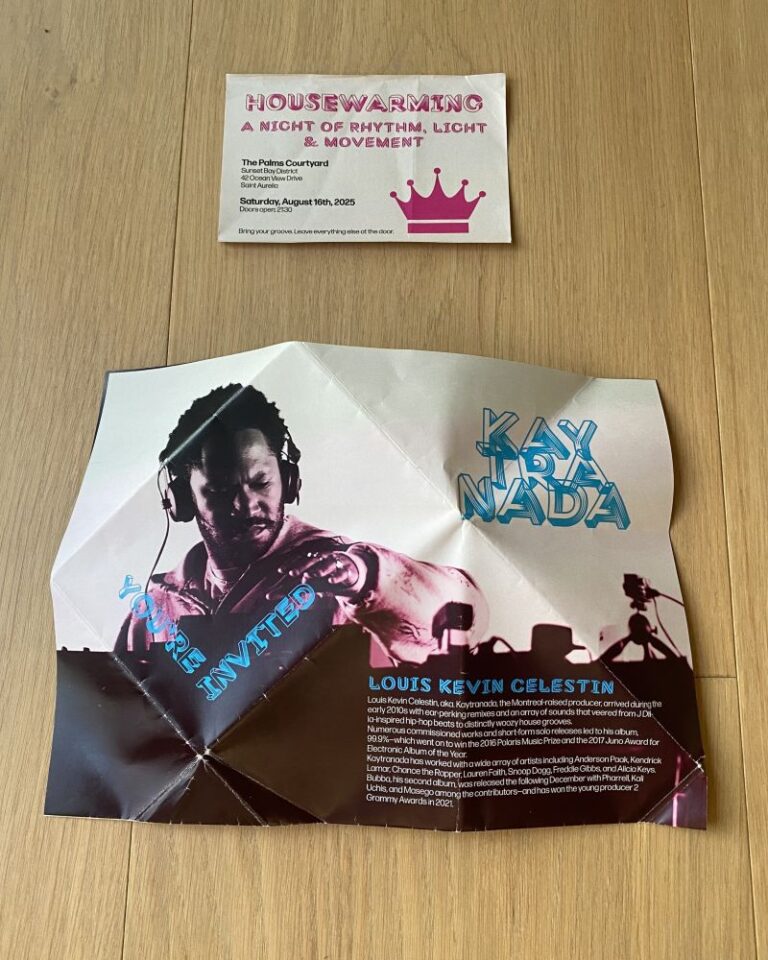 HOUSEWARMING
A NIGHT OF RHYTHM, LIGHT
& MOVEMENT
The Palms Courtyard
Sunset Bay District
42 Ocean View Drive
Saint Aurelio
Saturday, August 16th, 2025
Doors open: 21:30
Bring your groove. Leave everything else at the door.
KAY
TRA
NADA
YOU'RE
INVITED
LOUIS KEVIN CELESTIN
Louis Kevin Celestin, aka. Kaytranada, the Montreal-raised producer, arrived during the
early 2010s with ear-perking remixes and an array of sounds that veered from J Dil-
la-inspired hip-hop beats to distinctly woozy house grooves.
Numerous commissioned works and short-form solo releases led to his album,
99.9%—which went on to win the 2016 Polaris Music Prize and the 2017 Juno Award for
Electronic Album of the Year.
Kaytranada has worked with a wide array of artists including Anderson Paak, Kendrick
Lamar, Chance the Rapper, Lauren Faith, Snoop Dogg, Freddie Gibbs, and Alicia Keys.
Bubba, his second album, was released the following December with Pharrell, Kali
Uchis, and Masego among the contributors—and has won the young producer 2
Grammy Awards in 2021.